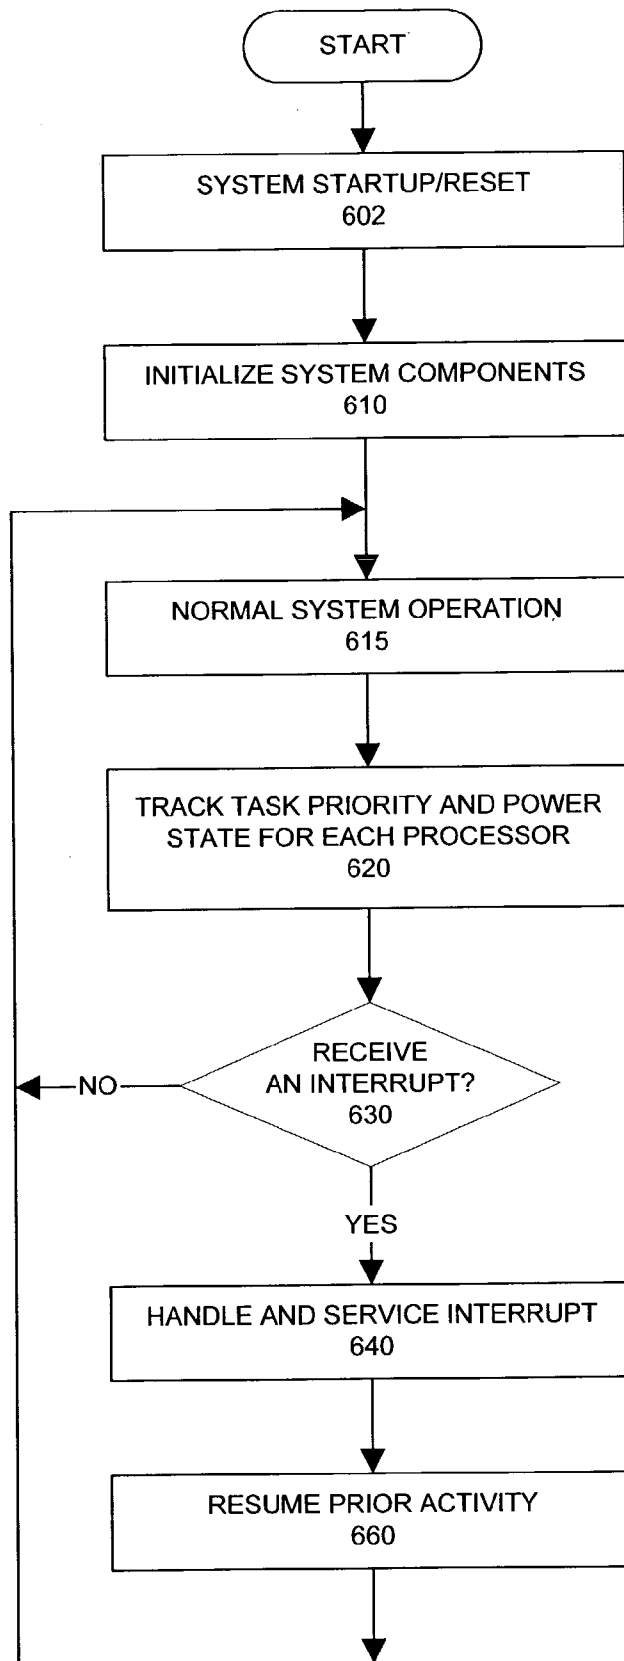 START
SYSTEM STARTUP/RESET
602
INITIALIZE SYSTEM COMPONENTS
610
NORMAL SYSTEM OPERATION
615
TRACK TASK PRIORITY AND POWER
STATE FOR EACH PROCESSOR
620
RECEIVE
AN INTERRUPT?
630
NO
YES
HANDLE AND SERVICE INTERRUPT
640
RESUME PRIOR ACTIVITY
660